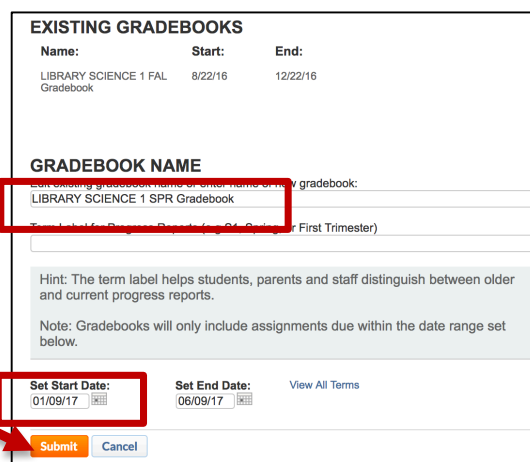 EXISTING GRADEBOOKS
Name: Start: End:
LIBRARY SCIENCE 1 FAL 8/22/16 12/22/16
Gradebook
GRADEBOOK NAME
Edit existing gradebook name or enter name of new gradebook:
LIBRARY SCIENCE 1 SPR Gradebook
Term Label for Progress Reports (e.g S1, Spring, or First Trimester)
Hint: The term label helps students, parents and staff distinguish between older
and current progress reports.
Note: Gradebooks will only include assignments due within the date range set
below.
Set Start Date: Set End Date: View All Terms
01/09/17 06/09/17
Submit Cancel